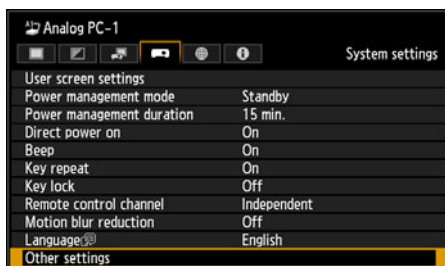 Analog PC-1
System settings
User screen settings
Power management mode Standby
Power management duration 15 min.
Direct power on On
Beep On
Key repeat On
Key lock Off
Remote control channel Independent
Motion blur reduction Off
Language English
Other settings